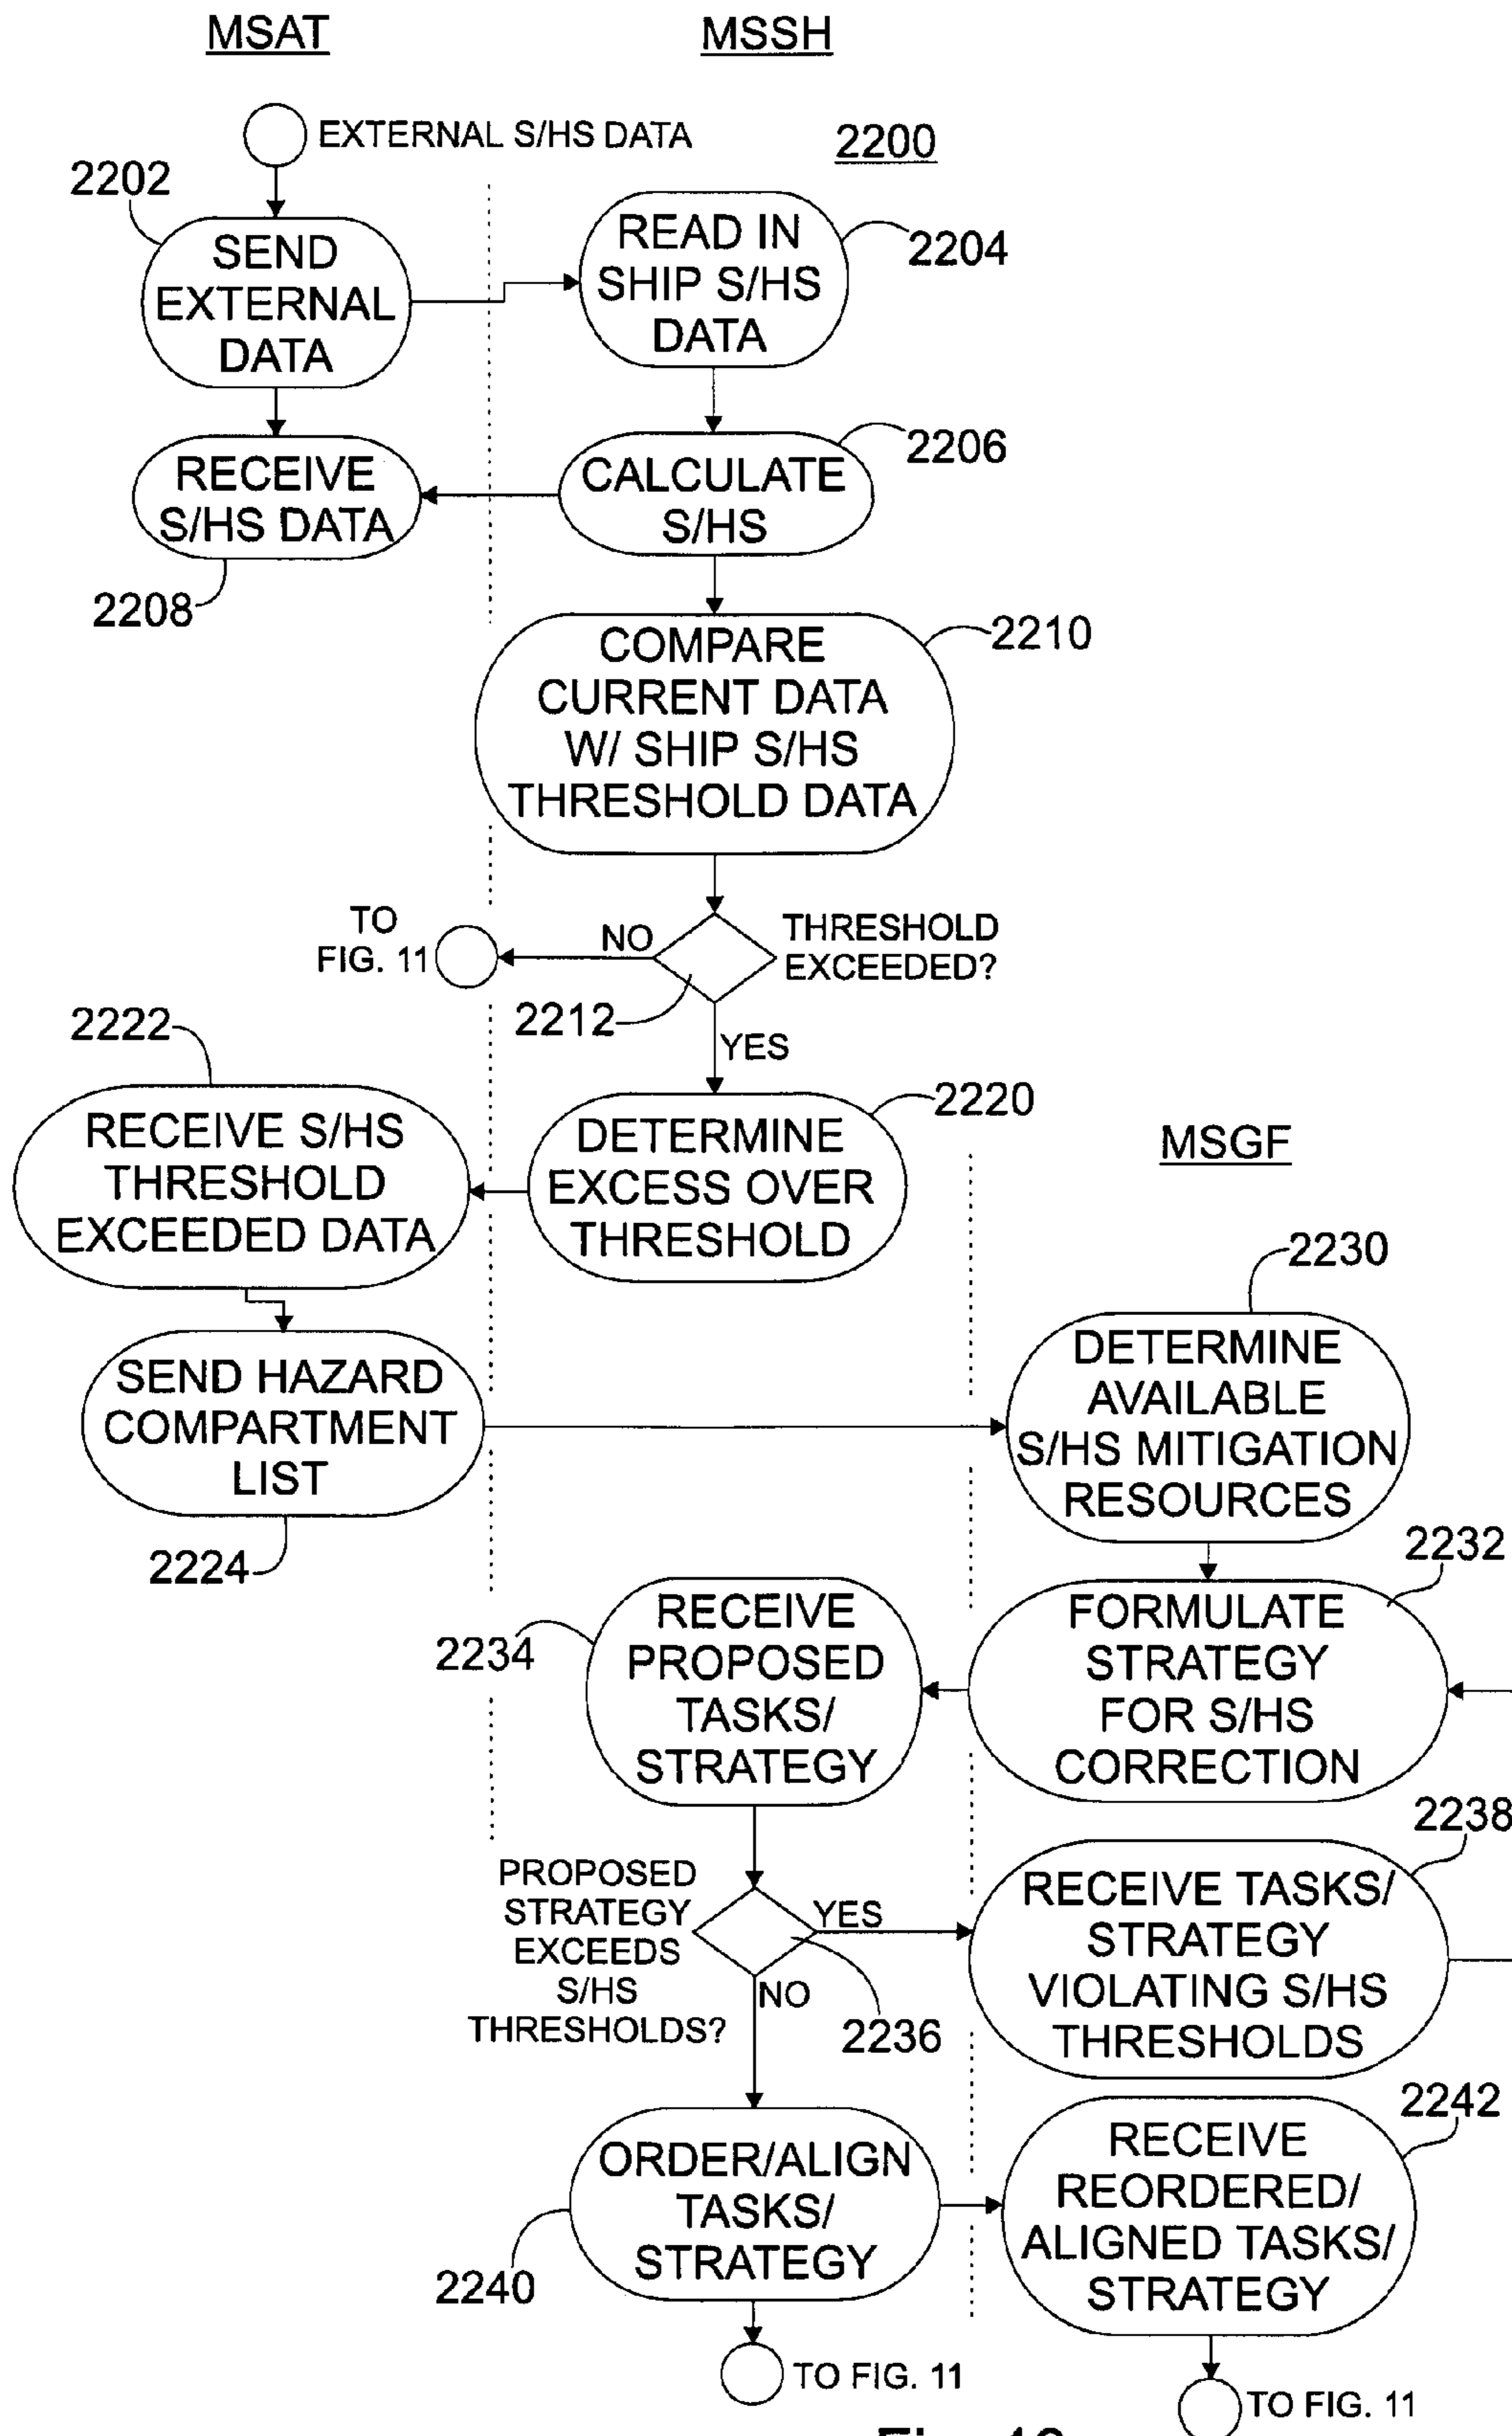 MSAT
MSSH
EXTERNAL S/HS DATA
2200
2202
SEND
EXTERNAL
DATA
READ IN
SHIP S/HS
DATA
2204
RECEIVE
S/HS DATA
2208
CALCULATE
S/HS
2206
COMPARE
CURRENT DATA
W/ SHIP S/HS
THRESHOLD DATA
2210
TO
FIG. 11
NO
THRESHOLD
EXCEEDED?
2212
YES
2222
RECEIVE S/HS
THRESHOLD
EXCEEDED DATA
DETERMINE
EXCESS OVER
THRESHOLD
2220
MSGF
SEND HAZARD
COMPARTMENT
LIST
2224
2230
DETERMINE
AVAILABLE
S/HS MITIGATION
RESOURCES
2232
FORMULATE
STRATEGY
FOR S/HS
CORRECTION
2234
RECEIVE
PROPOSED
TASKS/
STRATEGY
PROPOSED
STRATEGY
EXCEEDS
S/HS
THRESHOLDS?
YES
NO
2236
2238
RECEIVE TASKS/
STRATEGY
VIOLATING S/HS
THRESHOLDS
ORDER/ALIGN
TASKS/
STRATEGY
2240
2242
RECEIVE
REORDERED/
ALIGNED TASKS/
STRATEGY
TO FIG. 11
TO FIG. 11